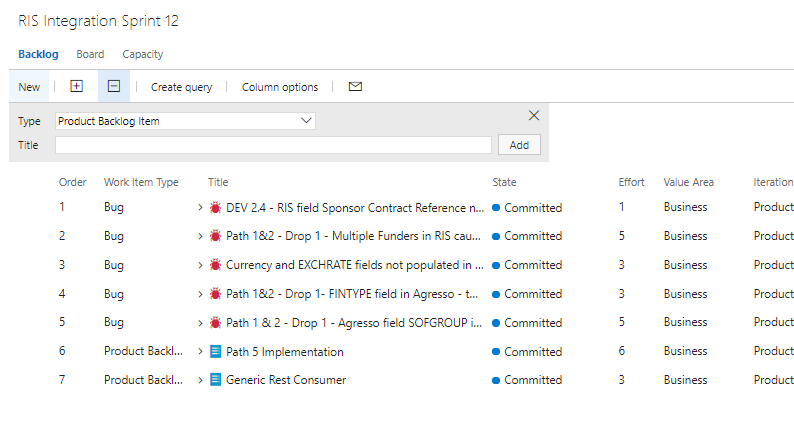 RIS Integration Sprint 12
Backlog Board Capacity
New Create query Column options
Type Product Backlog Item
Title Add
Order Work Item Type Title State Effort Value Area Iteration
1 Bug DEV 2.4 - RIS field Sponsor Contract Reference n... Committed 1 Business Product
2 Bug Path 1&2 - Drop 1 - Multiple Funders in RIS cau... Committed 5 Business Product
3 Bug Currency and EXCHRATE fields not populated in ... Committed 3 Business Product
4 Bug Path 1&2 - Drop 1- FINTYPE field in Agresso - t... Committed 3 Business Product
5 Bug Path 1 & 2 - Drop 1 - Agresso field SOFGROUP i... Committed 5 Business Product
6 Product Backl... Path 5 Implementation Committed 6 Business Product
7 Product Backl... Generic Rest Consumer Committed 3 Business Product